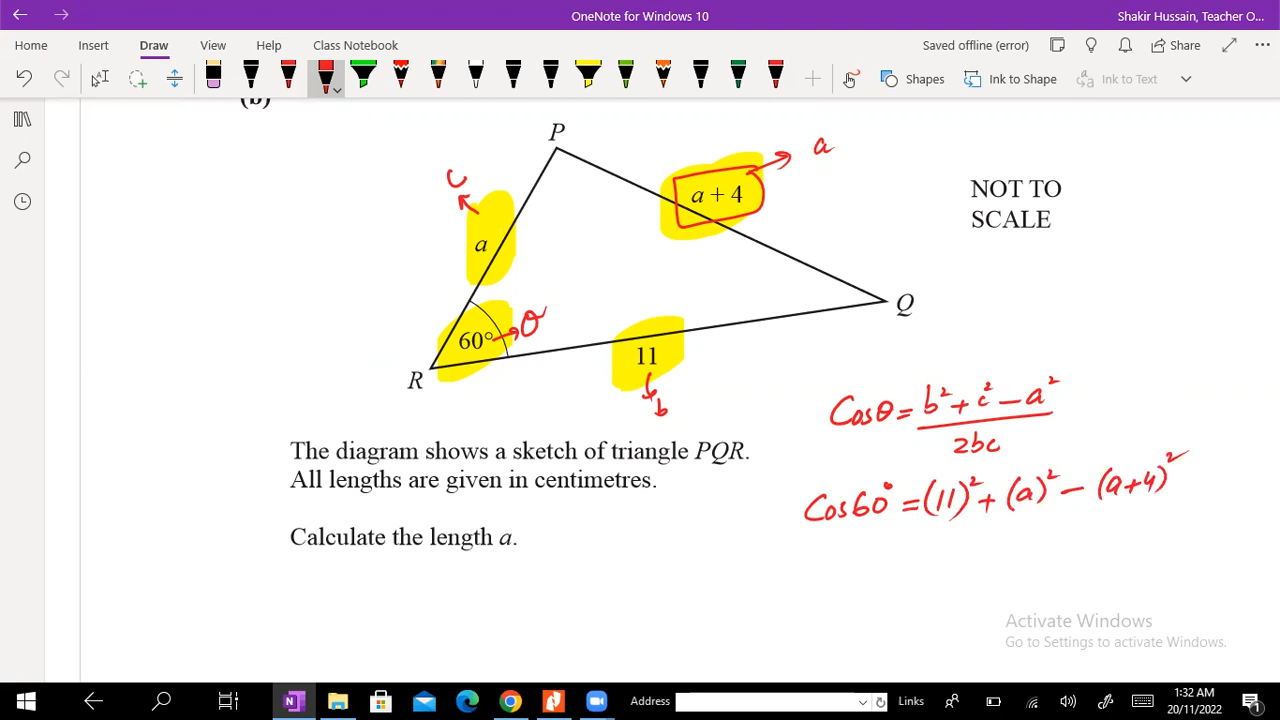 OneNote for Windows 10
Shakir Hussain, Teacher O...
Home Insert Draw View Help Class Notebook
Saved offline (error) Share
Shapes Ink to Shape Ink to Text
(b)
P
a
a + 4
c
a
NOT TO
SCALE
60°
θ
Q
11
b
R
Cosθ = b² + c² – a²
2bc
The diagram shows a sketch of triangle PQR.
All lengths are given in centimetres.
Cos60° = (11)² + (a)² – (a+4)²
Calculate the length a.
Activate Windows
Go to Settings to activate Windows.
Address
Links
1:32 AM
20/11/2022
1